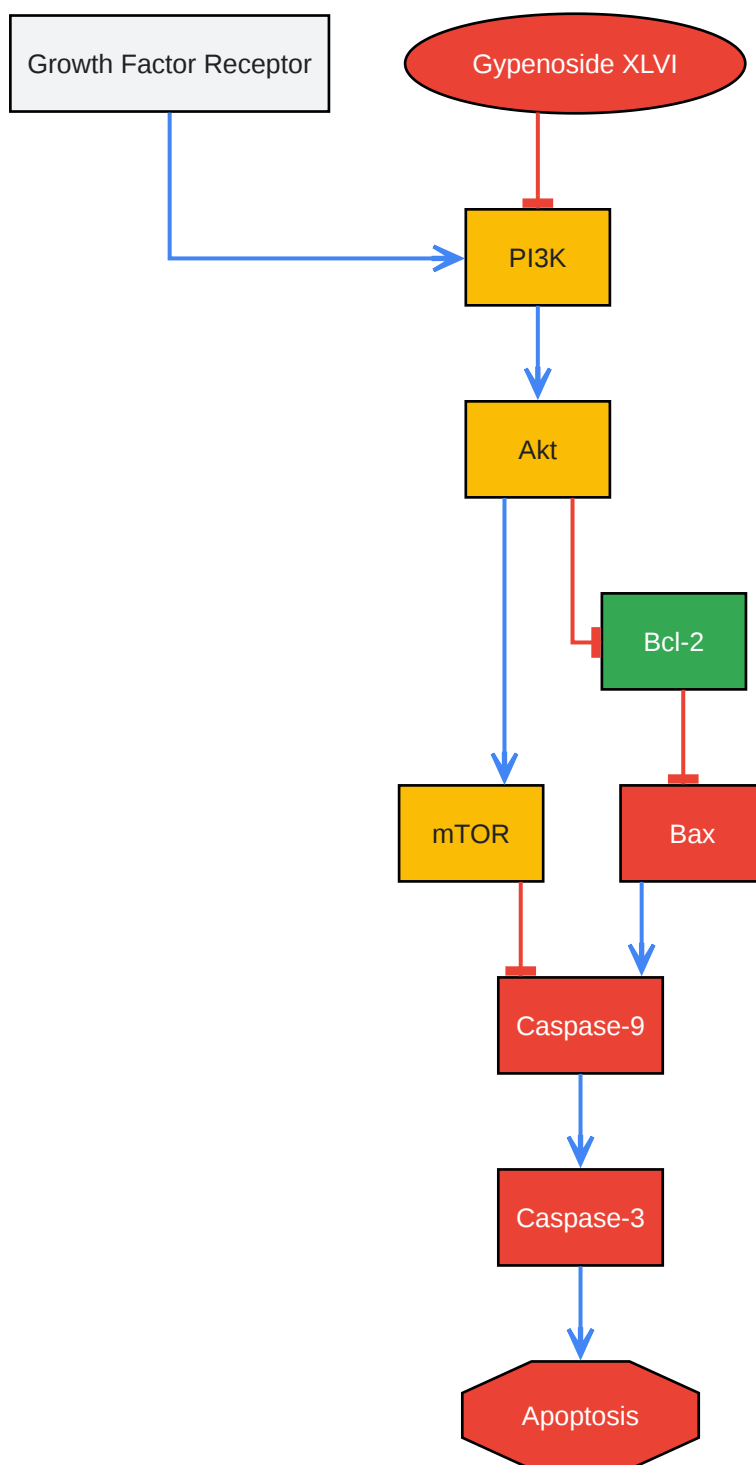 Growth Factor Receptor
Gypenoside XLVI
PI3K
Akt
Bcl-2
mTOR
Bax
Caspase-9
Caspase-3
Apoptosis